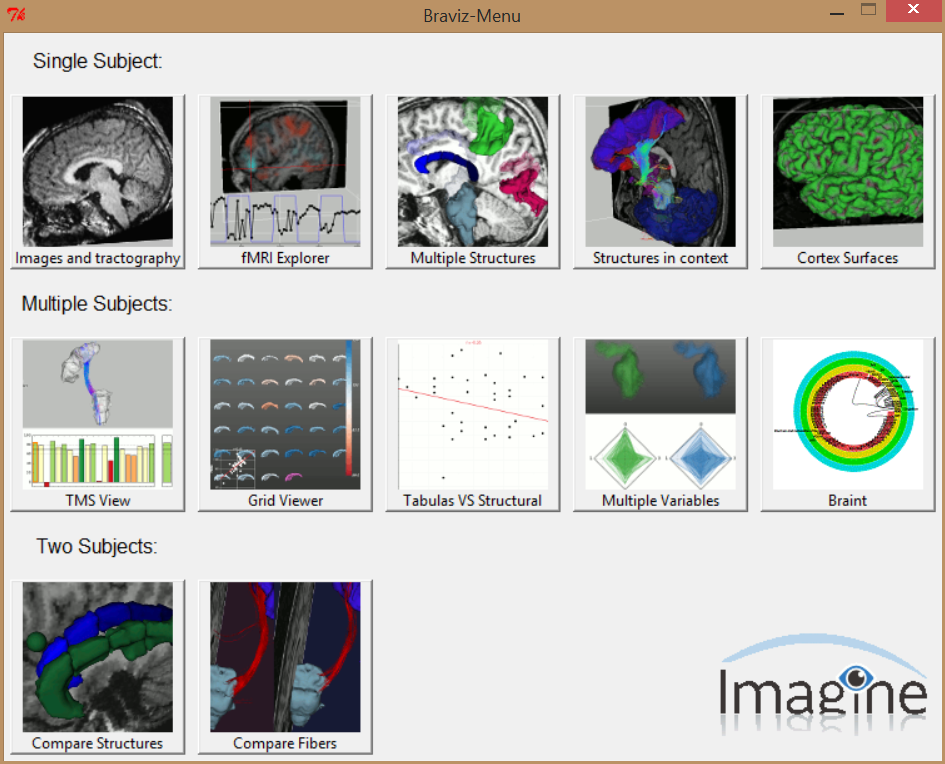 Braviz-Menu
Single Subject:
Images and tractography
fMRI Explorer
Multiple Structures
Structures in context
Cortex Surfaces
Multiple Subjects:
TMS View
Grid Viewer
Tabulas VS Structural
Multiple Variables
Braint
Two Subjects:
Compare Structures
Compare Fibers
Imagine